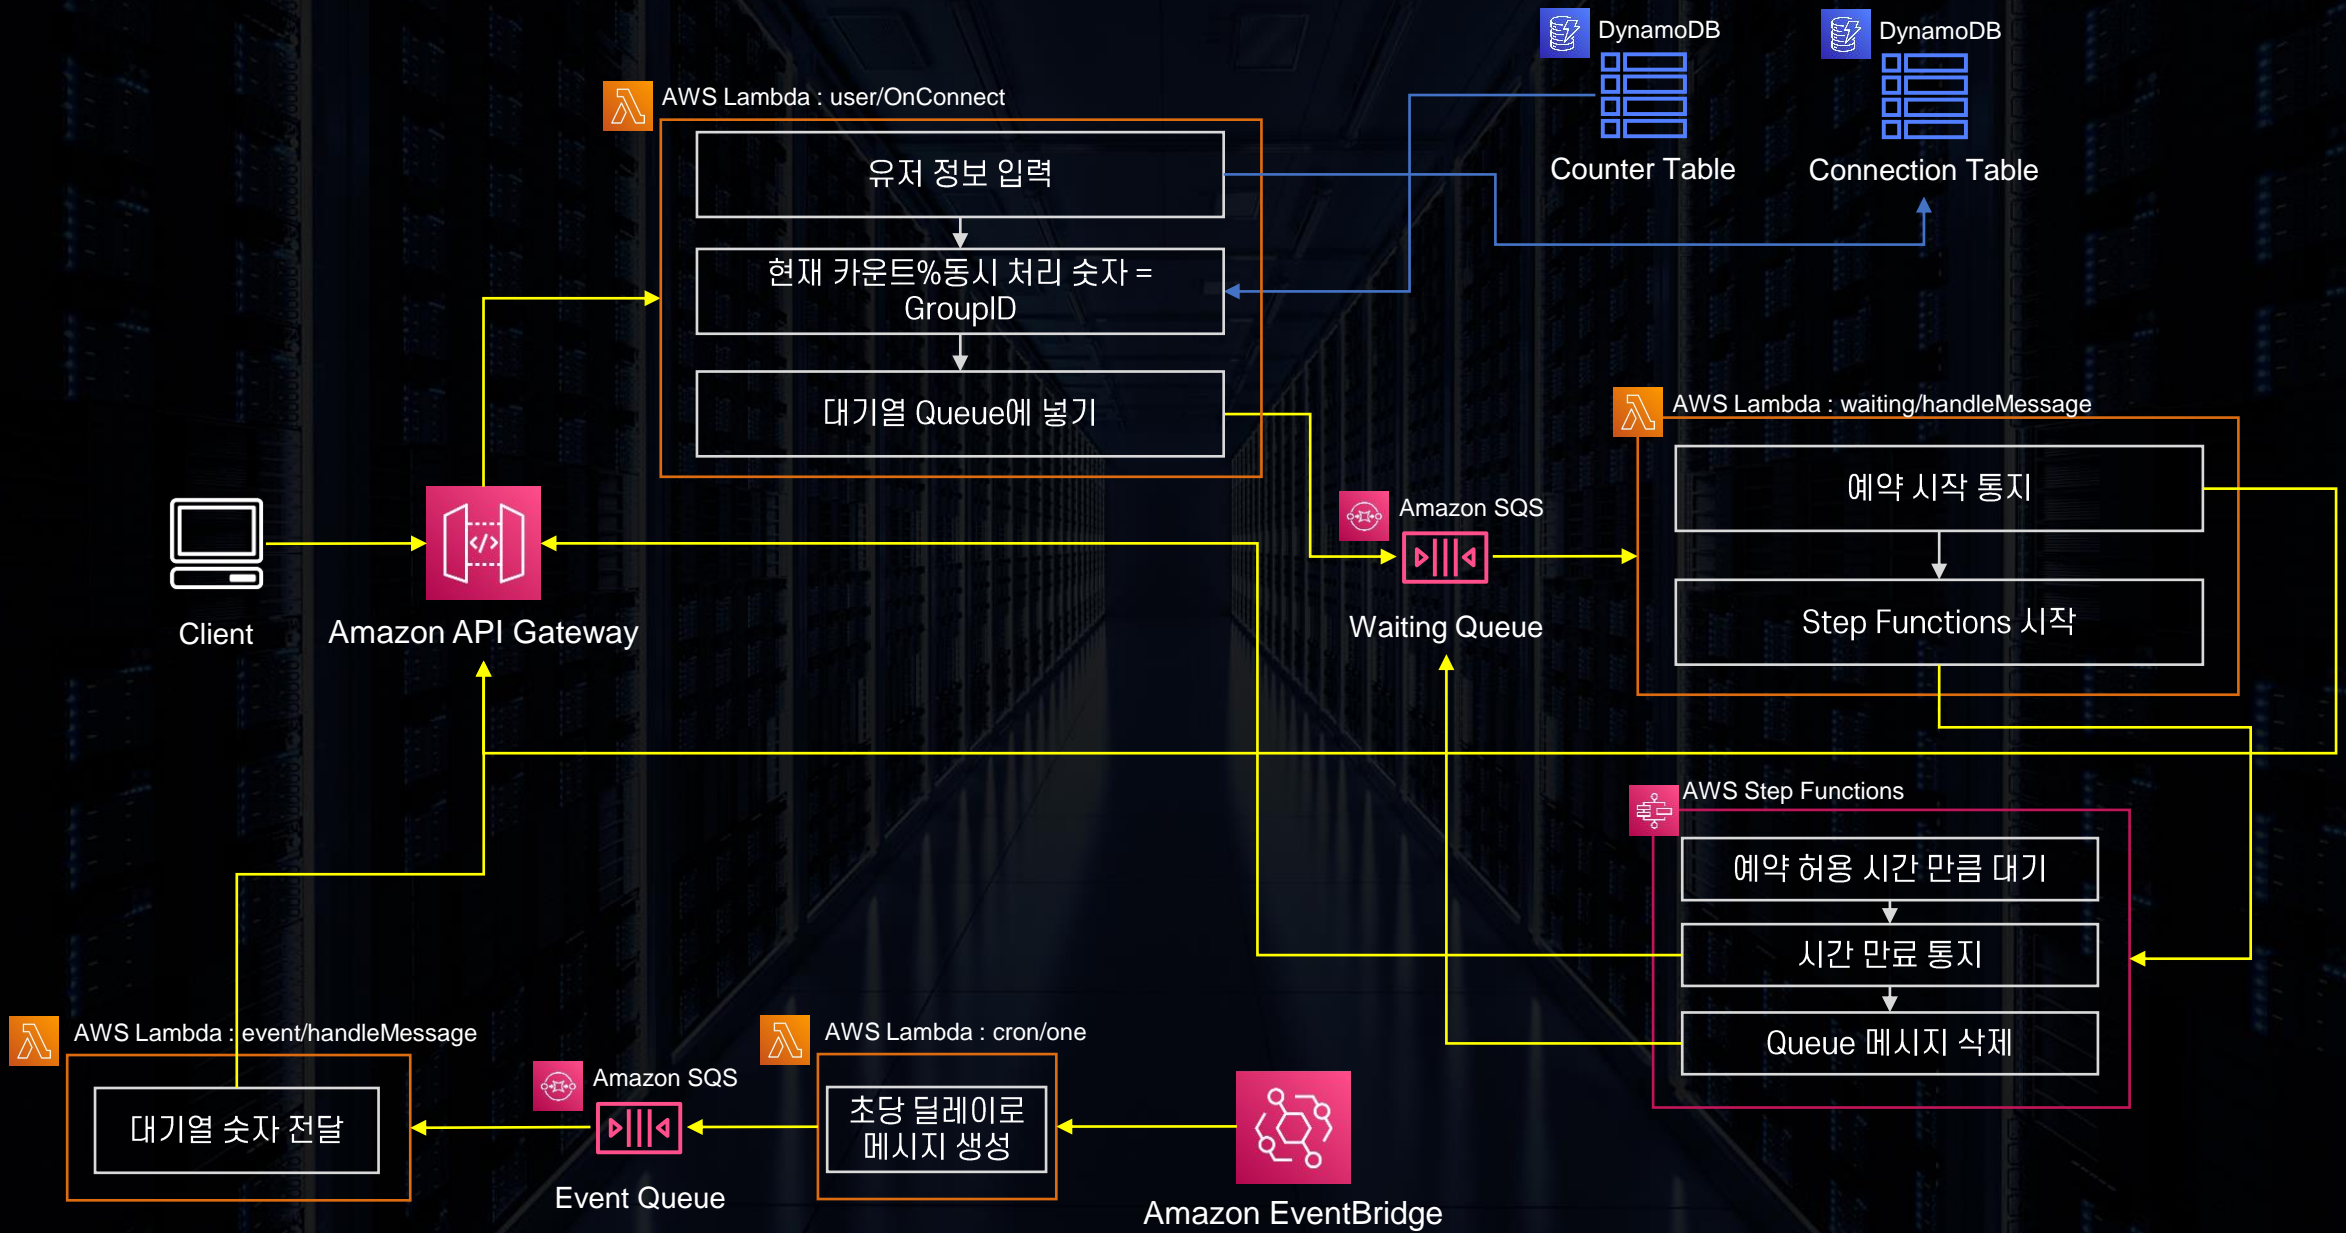 DynamoDB
Counter Table
DynamoDB
Connection Table
AWS Lambda : user/OnConnect
유저 정보 입력
현재 카운트%동시 처리 숫자 =
GroupID
대기열 Queue에 넣기
AWS Lambda : waiting/handleMessage
예약 시작 통지
Step Functions 시작
Amazon SQS
Waiting Queue
Client
Amazon API Gateway
AWS Step Functions
예약 허용 시간 만큼 대기
시간 만료 통지
Queue 메시지 삭제
AWS Lambda : event/handleMessage
대기열 숫자 전달
Amazon SQS
Event Queue
AWS Lambda : cron/one
초당 딜레이로
메시지 생성
Amazon EventBridge